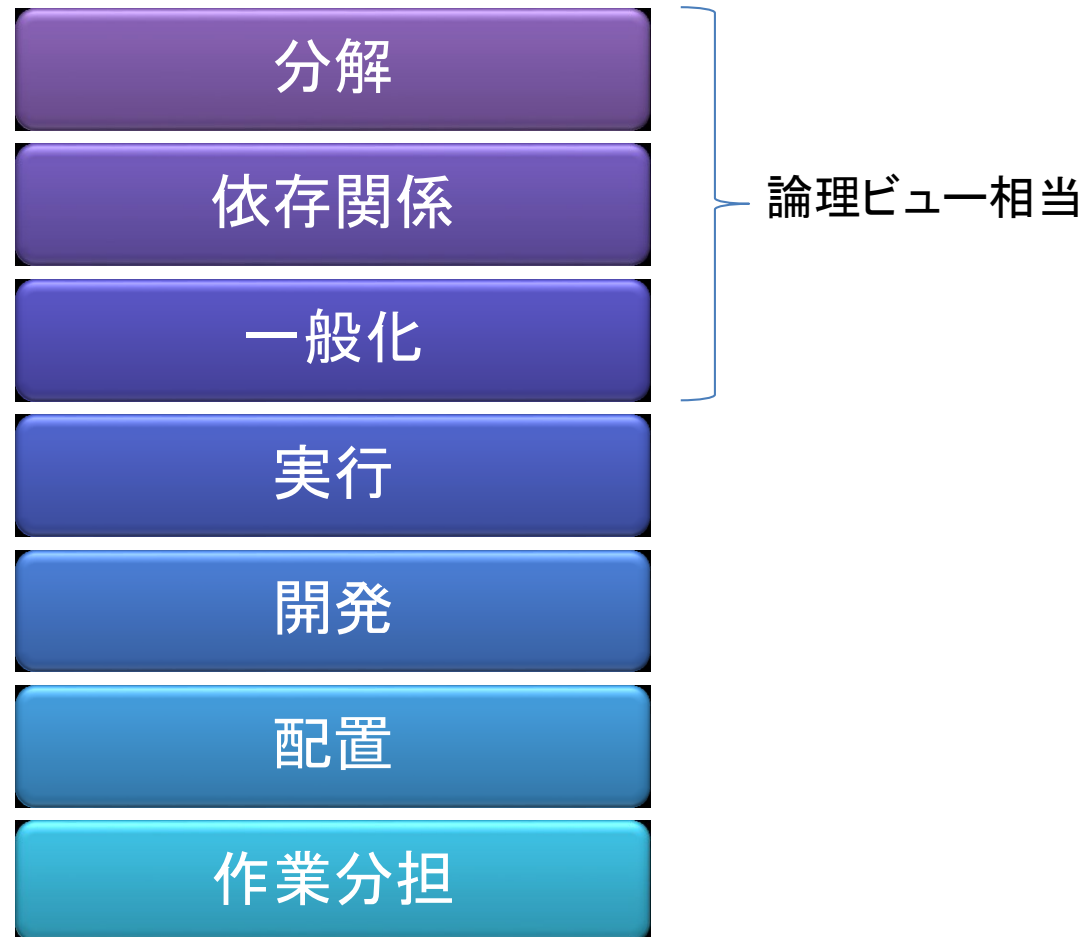 分解
依存関係
論理ビュー相当
一般化
実行
開発
配置
作業分担